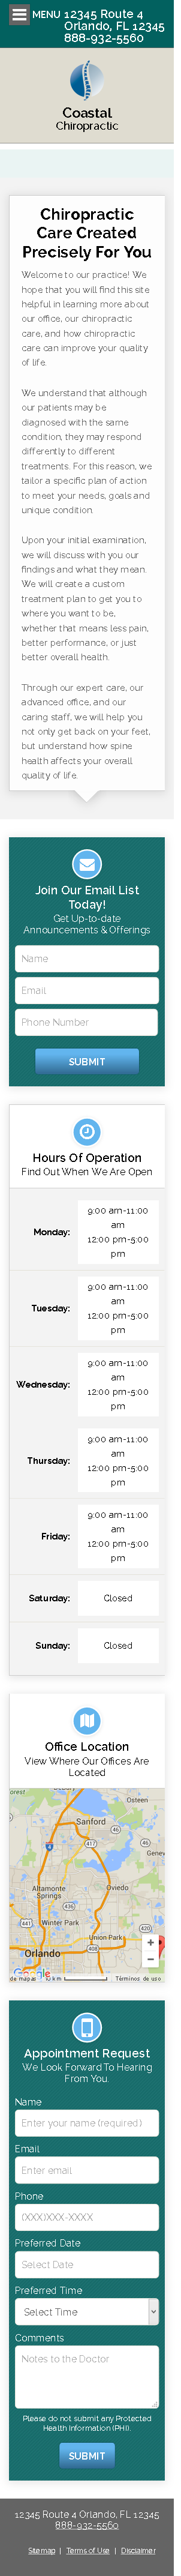 MENU
12345 Route 4
Orlando, FL 12345
888-932-5560
Coastal
Chiropractic
Chiropractic
Care Created
Precisely For You
Welcome to our practice! We
hope that you will find this site
helpful in learning more about
our office, our chiropractic
care, and how chiropractic
care can improve your quality
of life.
We understand that although
our patients may be
diagnosed with the same
condition, they may respond
differently to different
treatments. For this reason, we
tailor a specific plan of action
to meet your needs, goals and
unique condition.
Upon your initial examination,
we will discuss with you our
findings and what they mean.
We will create a custom
treatment plan to get you to
where you want to be,
whether that means less pain,
better performance, or just
better overall health.
Through our expert care, our
advanced office, and our
caring staff, we will help you
not only get back on your feet,
but understand how spine
health affects your overall
quality of life.
Join Our Email List
Today!
Get Up-to-date
Announcements & Offerings
Name
Email
Phone Number
SUBMIT
Hours Of Operation
Find Out When We Are Open
Monday:
9:00 am-11:00
am
12:00 pm-5:00
pm
Tuesday:
9:00 am-11:00
am
12:00 pm-5:00
pm
Wednesday:
9:00 am-11:00
am
12:00 pm-5:00
pm
Thursday:
9:00 am-11:00
am
12:00 pm-5:00
pm
Friday:
9:00 am-11:00
am
12:00 pm-5:00
pm
Saturday:
Closed
Sunday:
Closed
Office Location
View Where Our Offices Are
Located
Osteen
Sanford
4
Oviedo
Altamonte
Springs
441
Winter Park
Union Park
520
429
408
Orlando
Google
de mapas
km
Términos de uso
Appointment Request
We Look Forward To Hearing
From You.
Name
Enter your name (required)
Email
Enter email
Phone
(XXX)XXX-XXXX
Preferred Date
Select Date
Preferred Time
Select Time
Comments
Notes to the Doctor
Please do not submit any Protected
Health Information (PHI).
SUBMIT
12345 Route 4 Orlando, FL 12345
888-932-5560
Sitemap | Terms of Use | Disclaimer